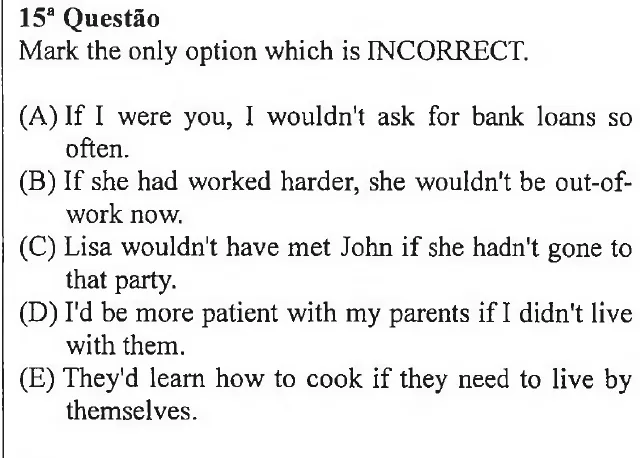 15ª Questão
Mark the only option which is INCORRECT.
(A) If I were you, I wouldn't ask for bank loans so
often.
(B) If she had worked harder, she wouldn't be out-of-
work now.
(C) Lisa wouldn't have met John if she hadn't gone to
that party.
(D) I'd be more patient with my parents if I didn't live
with them.
(E) They'd learn how to cook if they need to live by
themselves.